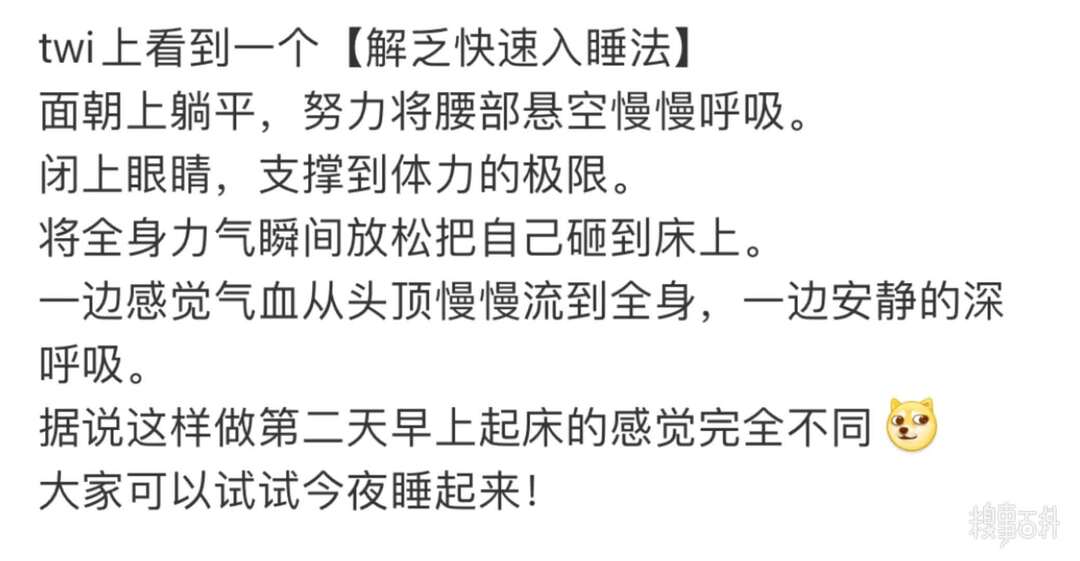 twi上看到一个【解乏快速入睡法】
面朝上躺平，努力将腰部悬空慢慢呼吸。
闭上眼睛，支撑到体力的极限。
将全身力气瞬间放松把自己砸到床上。
一边感觉气血从头顶慢慢流到全身，一边安静的深
呼吸。
据说这样做第二天早上起床的感觉完全不同
大家可以试试今夜睡起来！
糗事百科